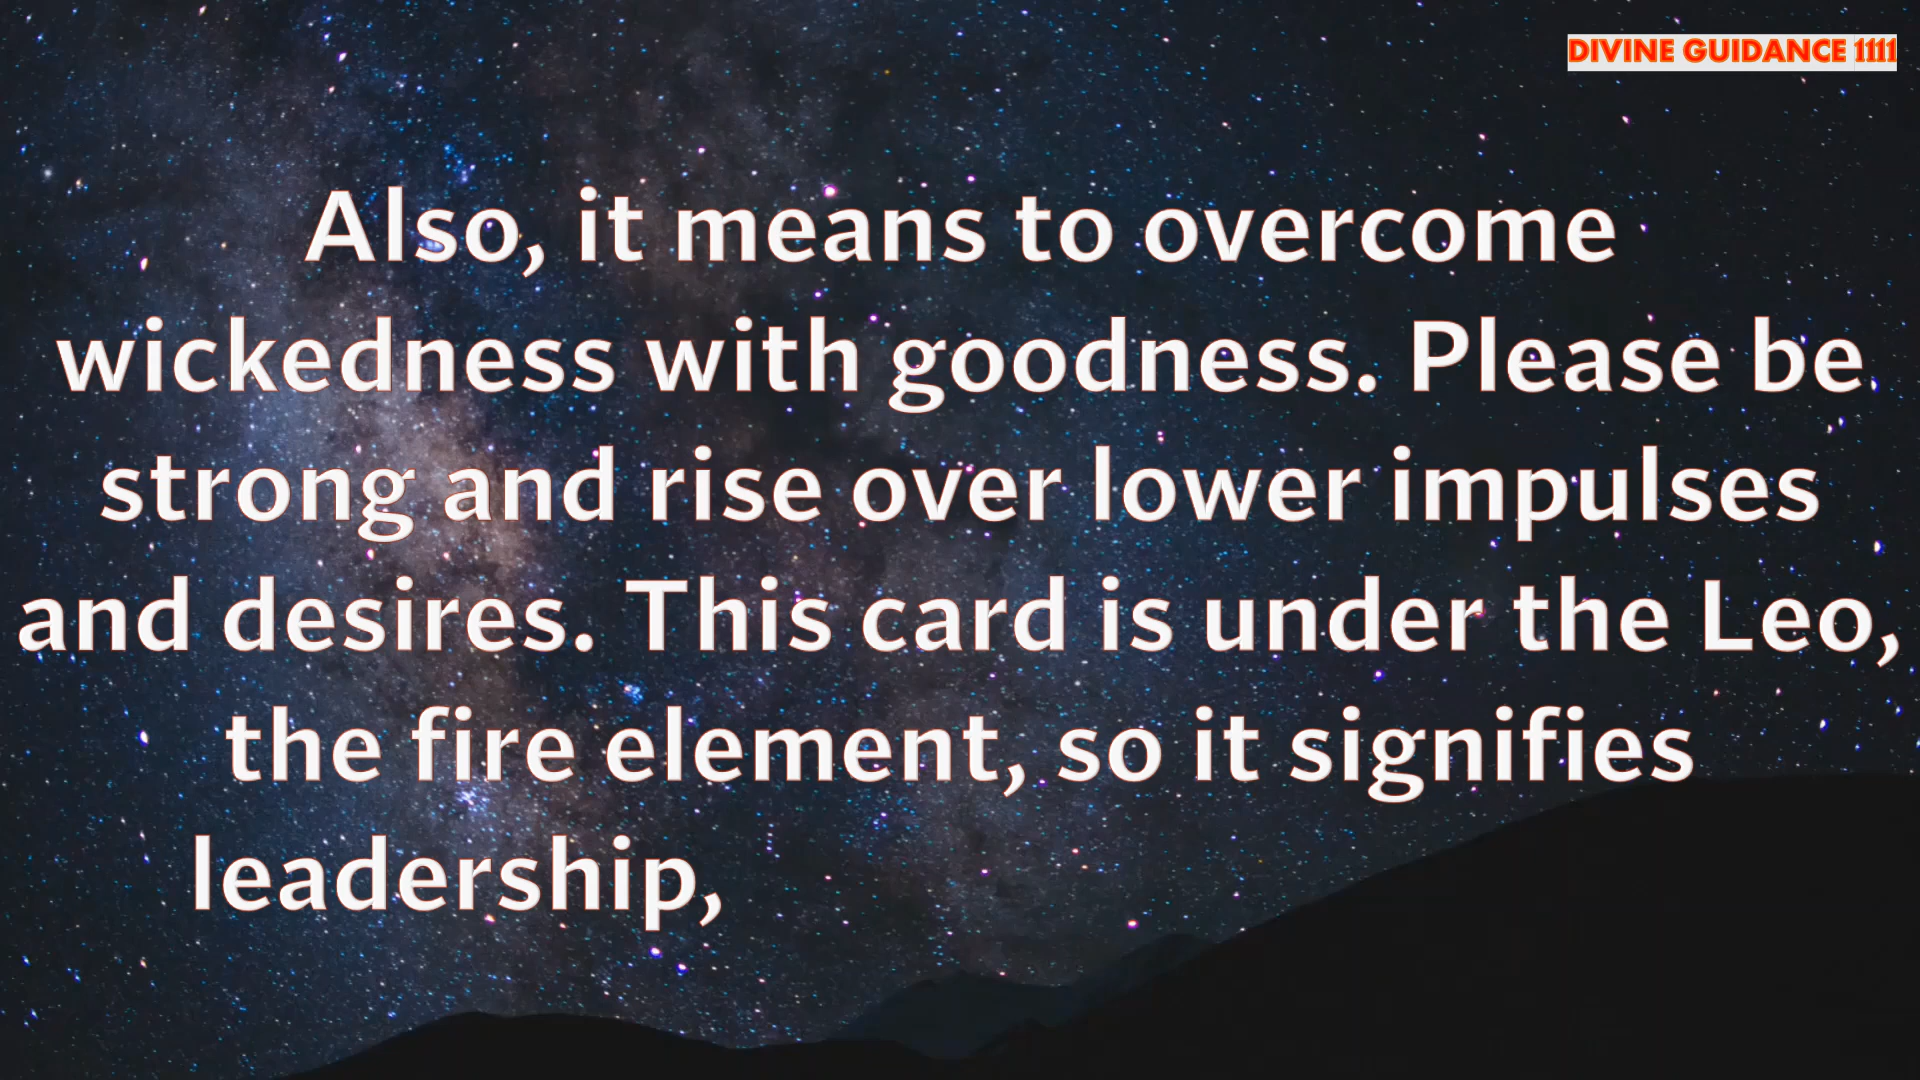 DIVINE GUIDANCE 1111
Also, it means to overcome
wickedness with goodness. Please be
strong and rise over lower impulses
and desires. This card is under the Leo,
the fire element, so it signifies
leadership,